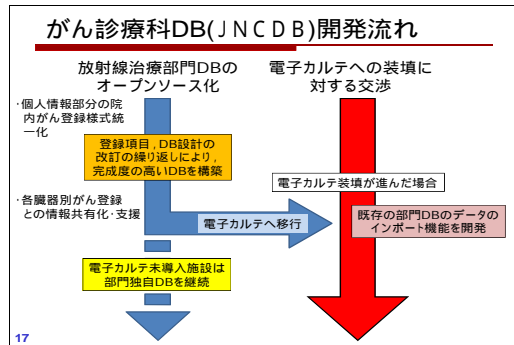 がん診療科DB(JNCDB)開発流れ
放射線治療部門DBの
オープンソース化
電子カルテへの装填に
対する交渉
・個人情報部分の院
内がん登録様式統
一化
登録項目,DB設計の
改訂の繰り返しにより,
完成度の高いDBを構築
電子カルテ装填が進んだ場合
・各臓器別がん登録
との情報共有化・支援
電子カルテへ移行
既存の部門DBのデータの
インポート機能を開発
電子カルテ未導入施設は
部門独自DBを継続
17